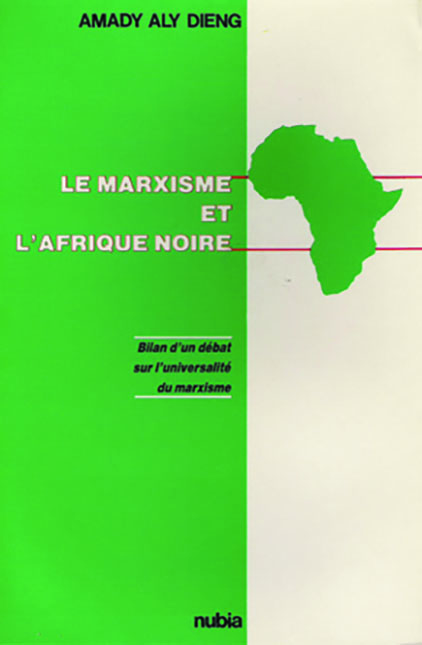 AMADY ALY DIENG
LE MARXISME
ET
L'AFRIQUE NOIRE
Bilan d'un débat
sur l'universalité
du marxisme
nubia